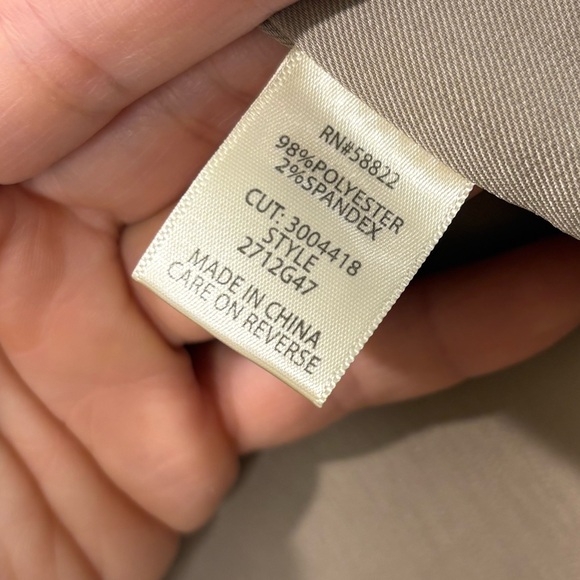 RN#58822
98%POLYESTER
2%SPANDEX
CUT: 3004418
STYLE
2712G47
MADE IN CHINA
CARE ON REVERSE